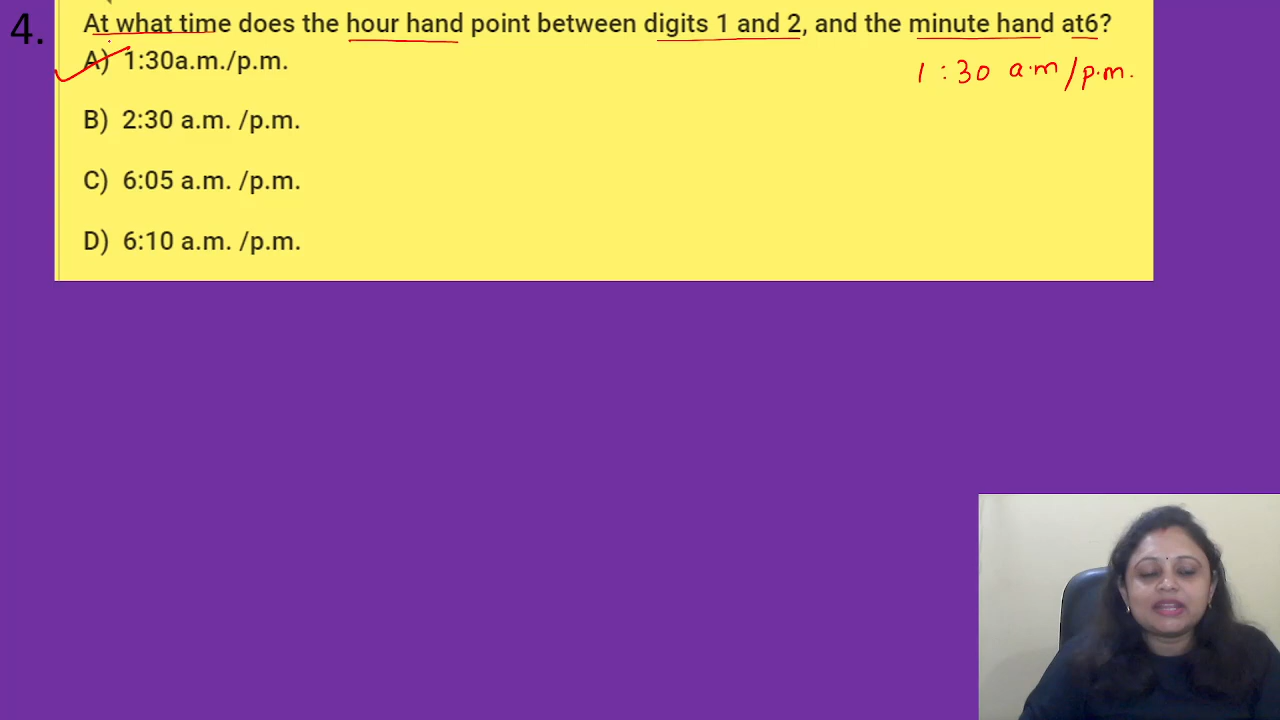 4. At what time does the hour hand point between digits 1 and 2, and the minute hand at6?
A) 1:30a.m./p.m.
1:30 a.m/p.m.
B) 2:30 a.m. /p.m.
C) 6:05 a.m. /p.m.
D) 6:10 a.m. /p.m.